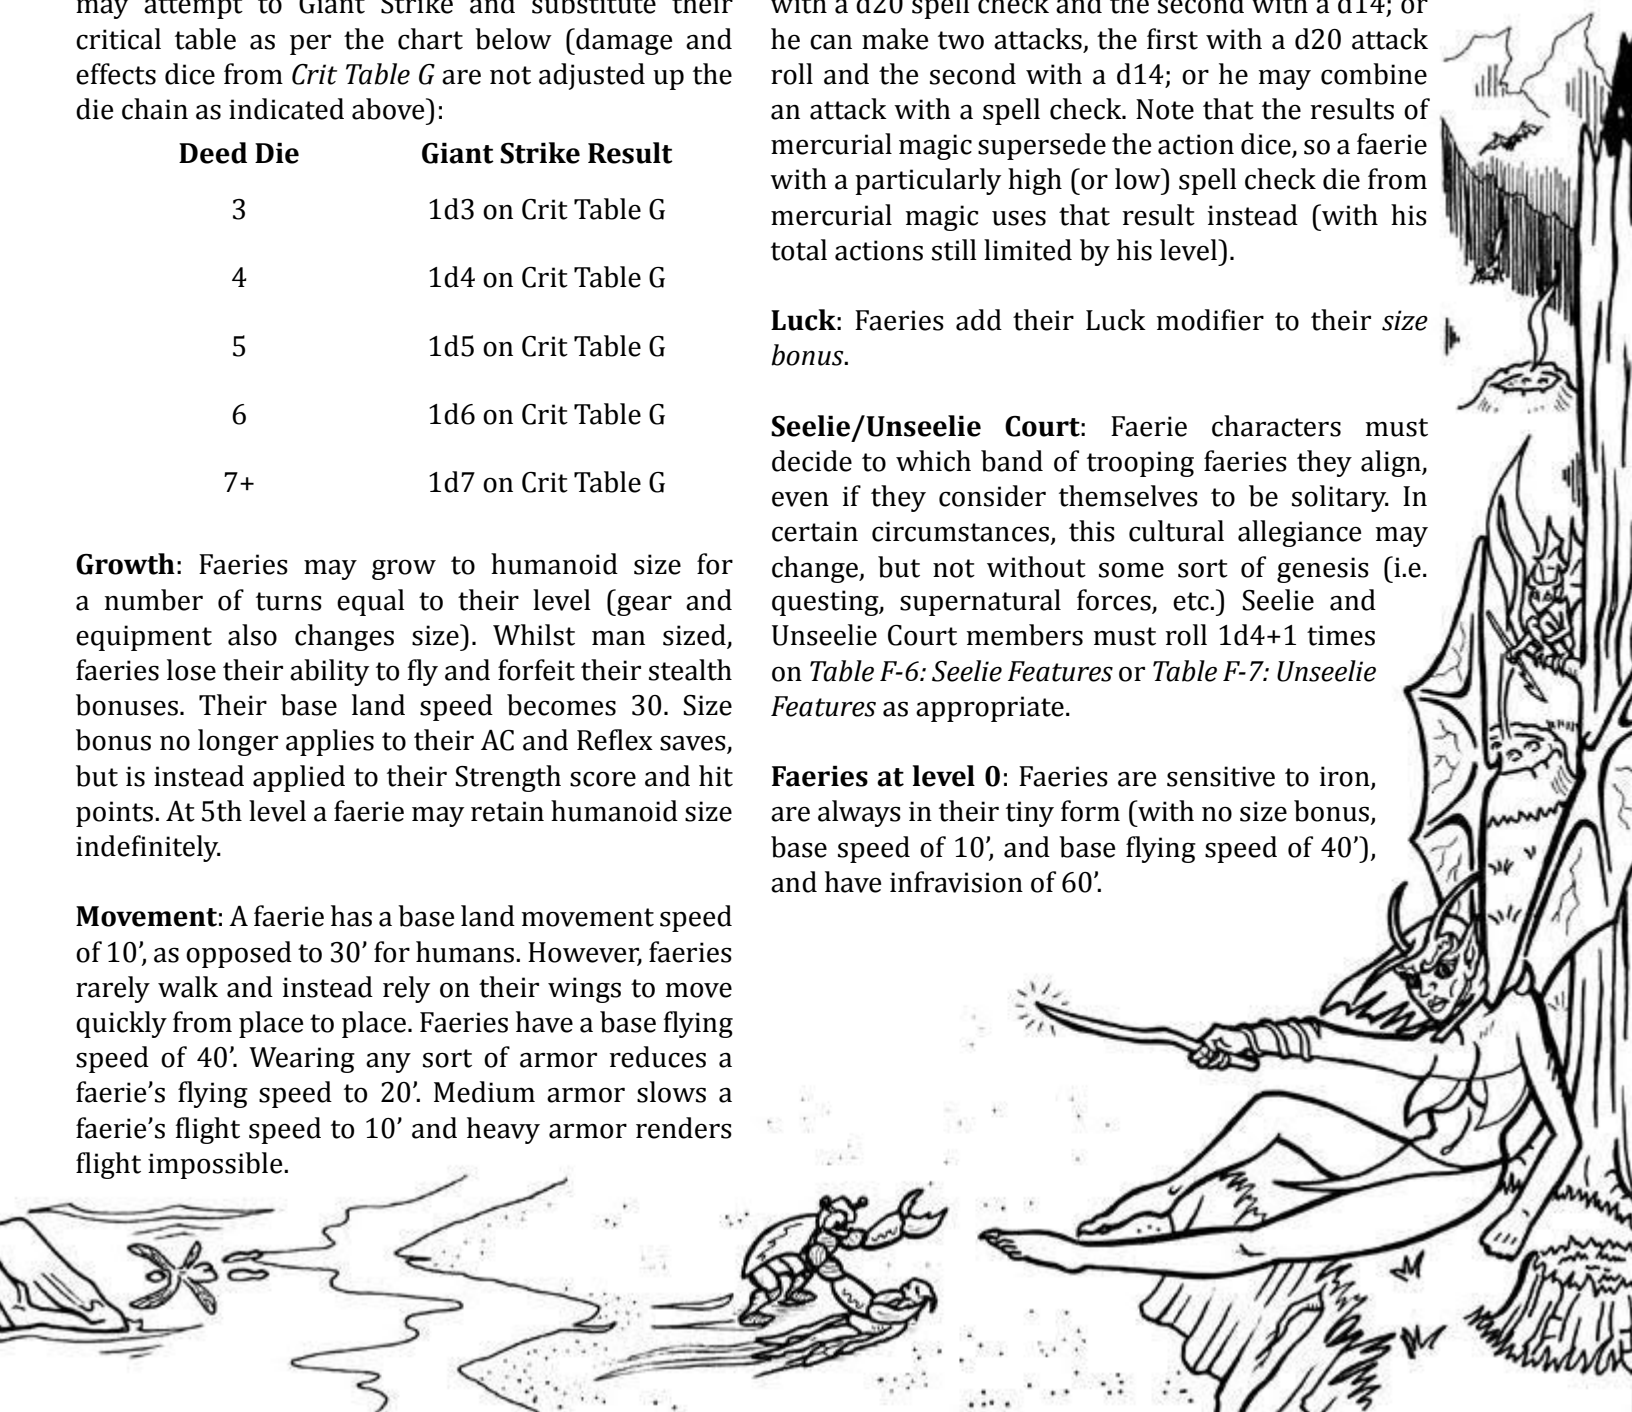 may attempt to Giant Strike and substitute their
critical table as per the chart below (damage and
effects dice from Crit Table G are not adjusted up the
die chain as indicated above):
Deed Die Giant Strike Result
3 1d3 on Crit Table G
4 1d4 on Crit Table G
5 1d5 on Crit Table G
6 1d6 on Crit Table G
7+ 1d7 on Crit Table G
Growth: Faeries may grow to humanoid size for
a number of turns equal to their level (gear and
equipment also changes size). Whilst man sized,
faeries lose their ability to fly and forfeit their stealth
bonuses. Their base land speed becomes 30. Size
bonus no longer applies to their AC and Reflex saves,
but is instead applied to their Strength score and hit
points. At 5th level a faerie may retain humanoid size
indefinitely.
Movement: A faerie has a base land movement speed
of 10’, as opposed to 30’ for humans. However, faeries
rarely walk and instead rely on their wings to move
quickly from place to place. Faeries have a base flying
speed of 40’. Wearing any sort of armor reduces a
faerie’s flying speed to 20’. Medium armor slows a
faerie’s flight speed to 10’ and heavy armor renders
flight impossible.
with a d20 spell check and the second with a d14; or
he can make two attacks, the first with a d20 attack
roll and the second with a d14; or he may combine
an attack with a spell check. Note that the results of
mercurial magic supersede the action dice, so a faerie
with a particularly high (or low) spell check die from
mercurial magic uses that result instead (with his
total actions still limited by his level).
Luck: Faeries add their Luck modifier to their size
bonus.
Seelie/Unseelie Court: Faerie characters must
decide to which band of trooping faeries they align,
even if they consider themselves to be solitary. In
certain circumstances, this cultural allegiance may
change, but not without some sort of genesis (i.e.
questing, supernatural forces, etc.) Seelie and
Unseelie Court members must roll 1d4+1 times
on Table F-6: Seelie Features or Table F-7: Unseelie
Features as appropriate.
Faeries at level 0: Faeries are sensitive to iron,
are always in their tiny form (with no size bonus,
base speed of 10’, and base flying speed of 40’),
and have infravision of 60’.